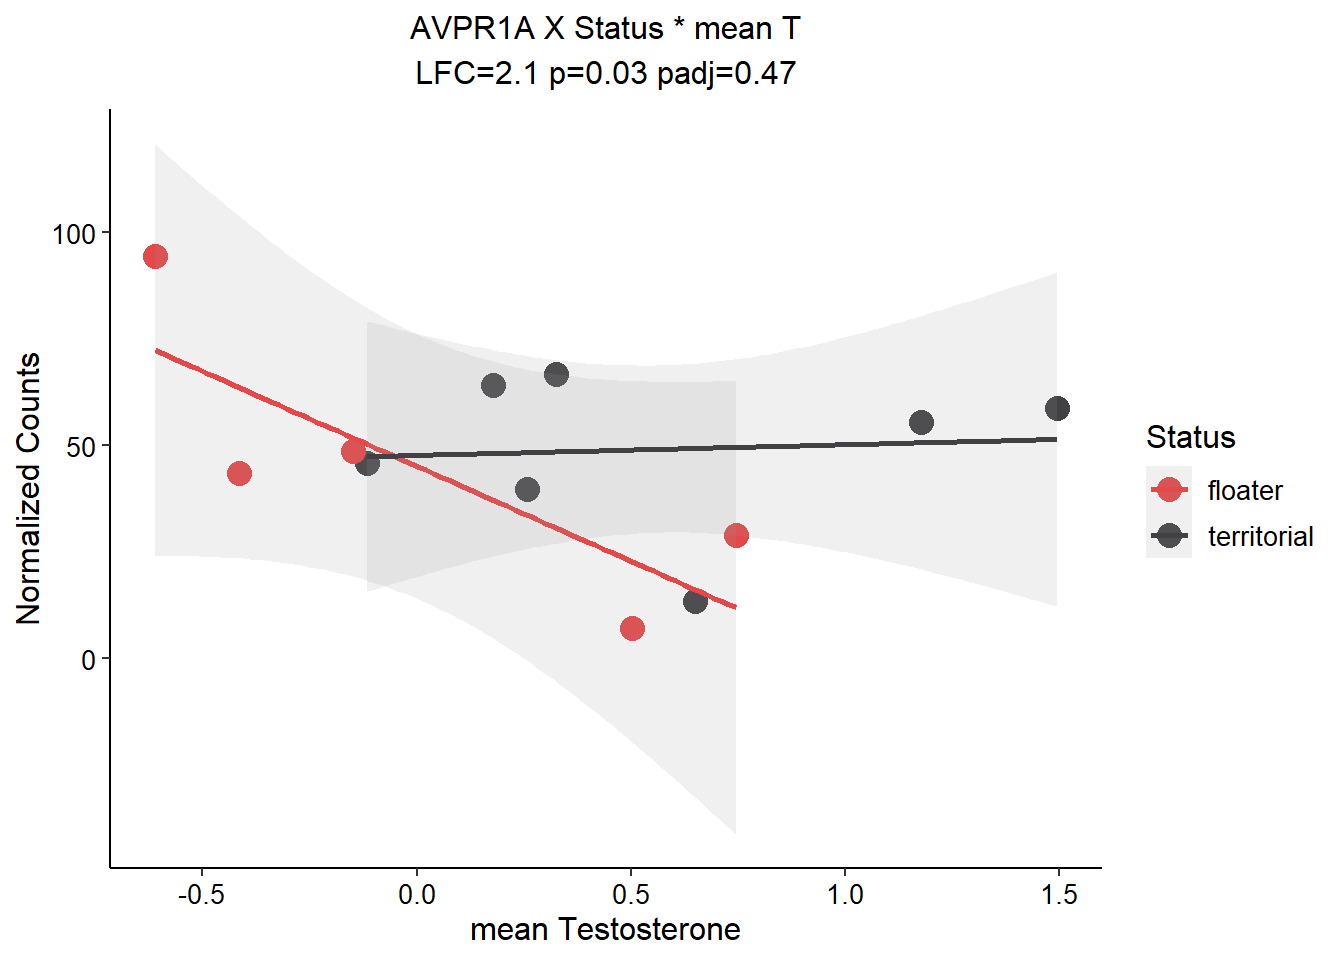 AVPR1A X Status * mean T
LFC=2.1 p=0.03 padj=0.47
Normalized Counts
100
50
0
-0.5
0.0
0.5
1.0
1.5
mean Testosterone
Status
floater
territorial